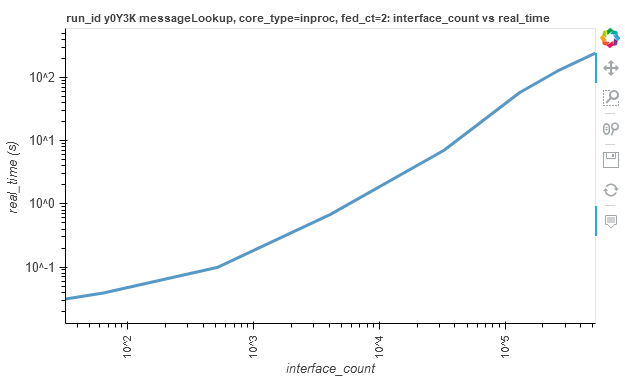 run_id y0Y3K messageLookup, core_type=inproc, fed_ct=2: interface_count vs real_time
real_time (s)
10^2
10^1
10^0
10^-1
10^2
10^3
10^4
10^5
interface_count